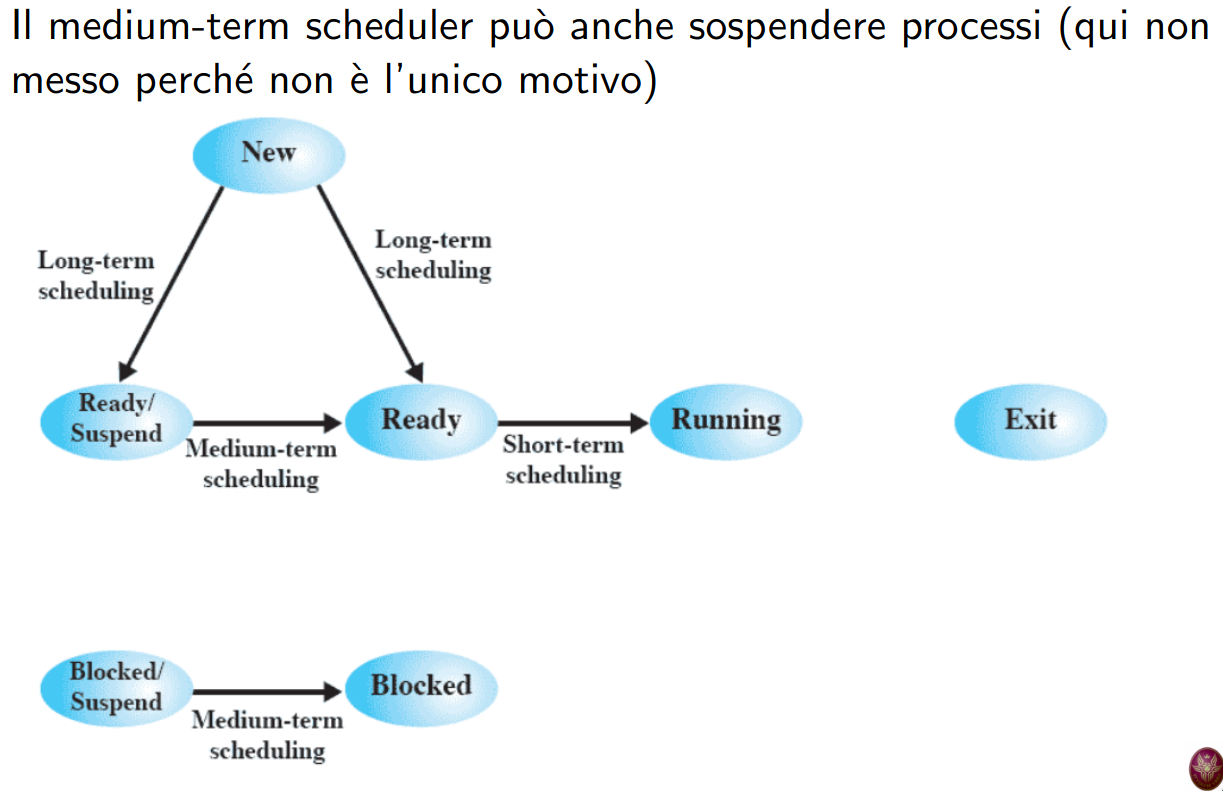 Il medium-term scheduler può anche sospendere processi (qui non
messo perché non è l'unico motivo)
New
Long-term
scheduling
Long-term
scheduling
Ready/
Suspend
Medium-term
scheduling
Ready
Short-term
scheduling
Running
Exit
Blocked/
Suspend
Medium-term
scheduling
Blocked